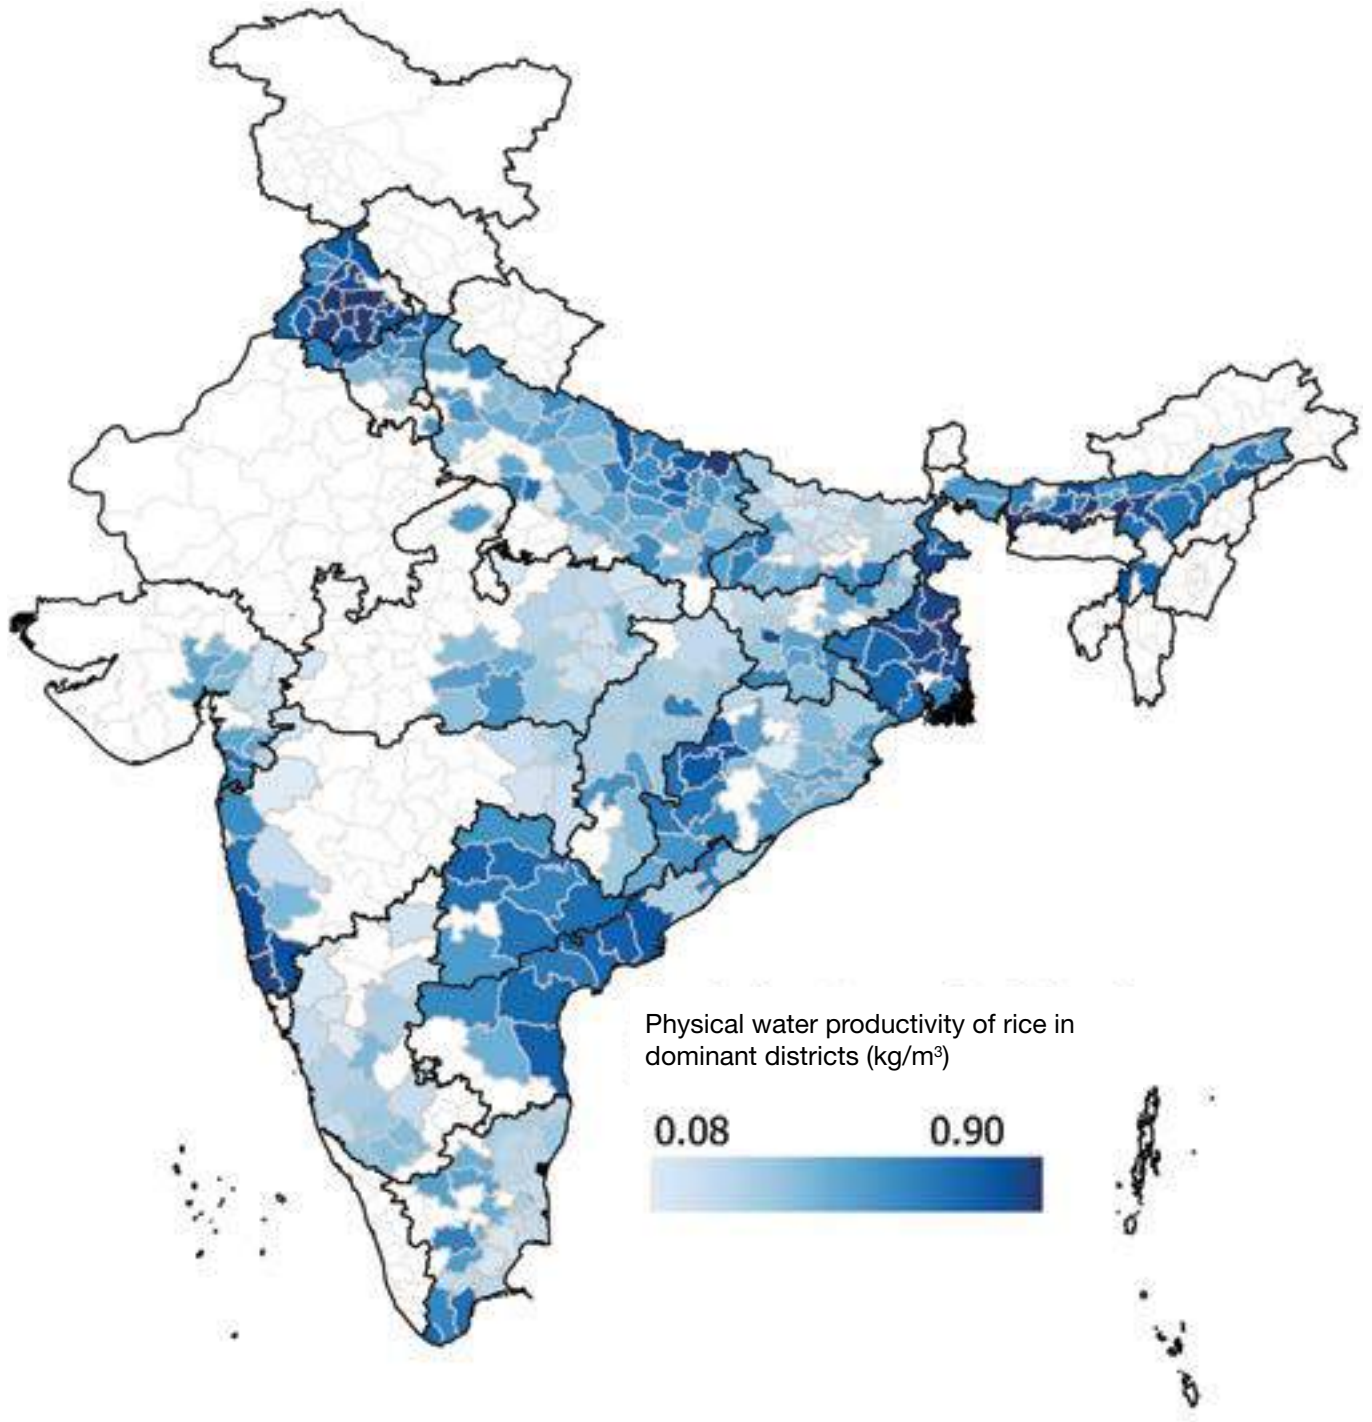 Physical water productivity of rice in
dominant districts (kg/m³)
0.08 0.90